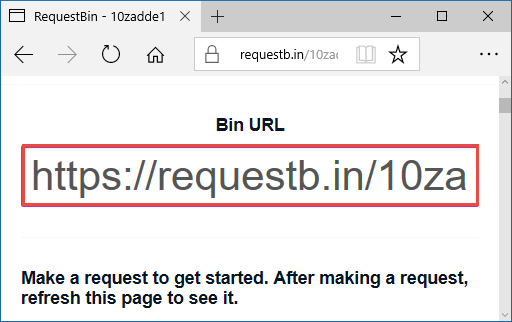 RequestBin - 10zadde1
requestb.in/10zad
Bin URL
https://requestb.in/10za
Make a request to get started. After making a request,
refresh this page to see it.